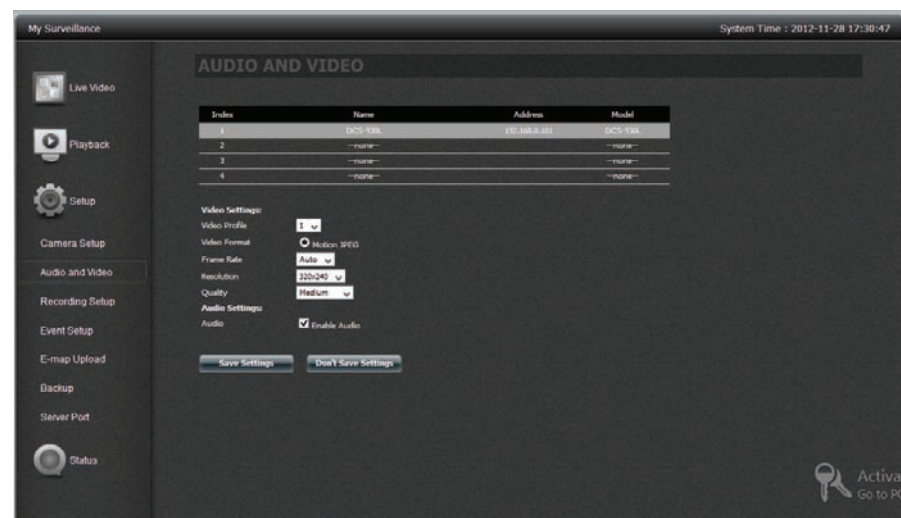 My Surveillance
System Time : 2012-11-28 17:30:47
Live Video
Playback
Setup
Camera Setup
Audio and Video
Recording Setup
Event Setup
E-map Upload
Backup
Server Port
Status
AUDIO AND VIDEO
Index Name Address Model
1 DCS-930L 192.168.0.101 DCS-930L
2 --none-- --none--
3 --none-- --none--
4 --none-- --none--
Video Settings:
Video Profile 1
Video Format Motion JPEG
Frame Rate Auto
Resolution 320x240
Quality Medium
Audio Settings:
Audio Enable Audio
Save Settings Don't Save Settings
Activa
Go to PC